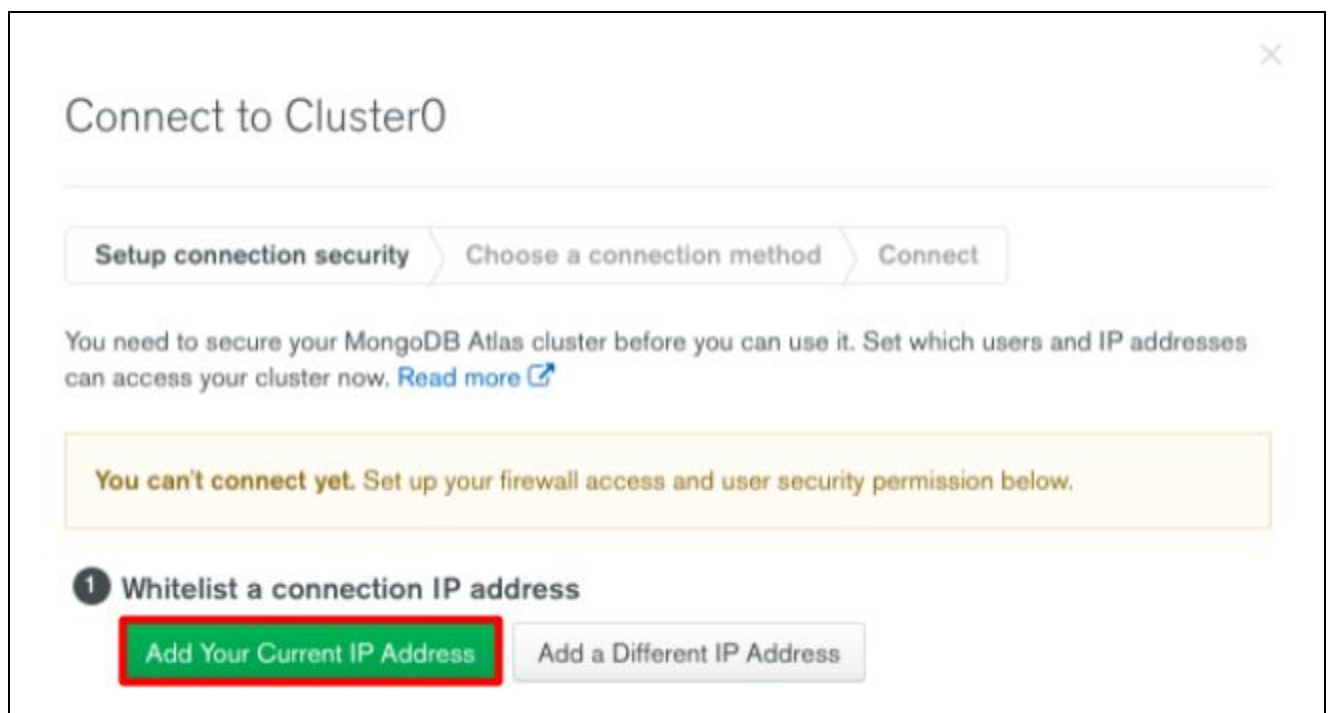 Connect to Cluster0
Setup connection security Choose a connection method Connect
You need to secure your MongoDB Atlas cluster before you can use it. Set which users and IP addresses
can access your cluster now. Read more
You can't connect yet. Set up your firewall access and user security permission below.
1 Whitelist a connection IP address
Add Your Current IP Address Add a Different IP Address